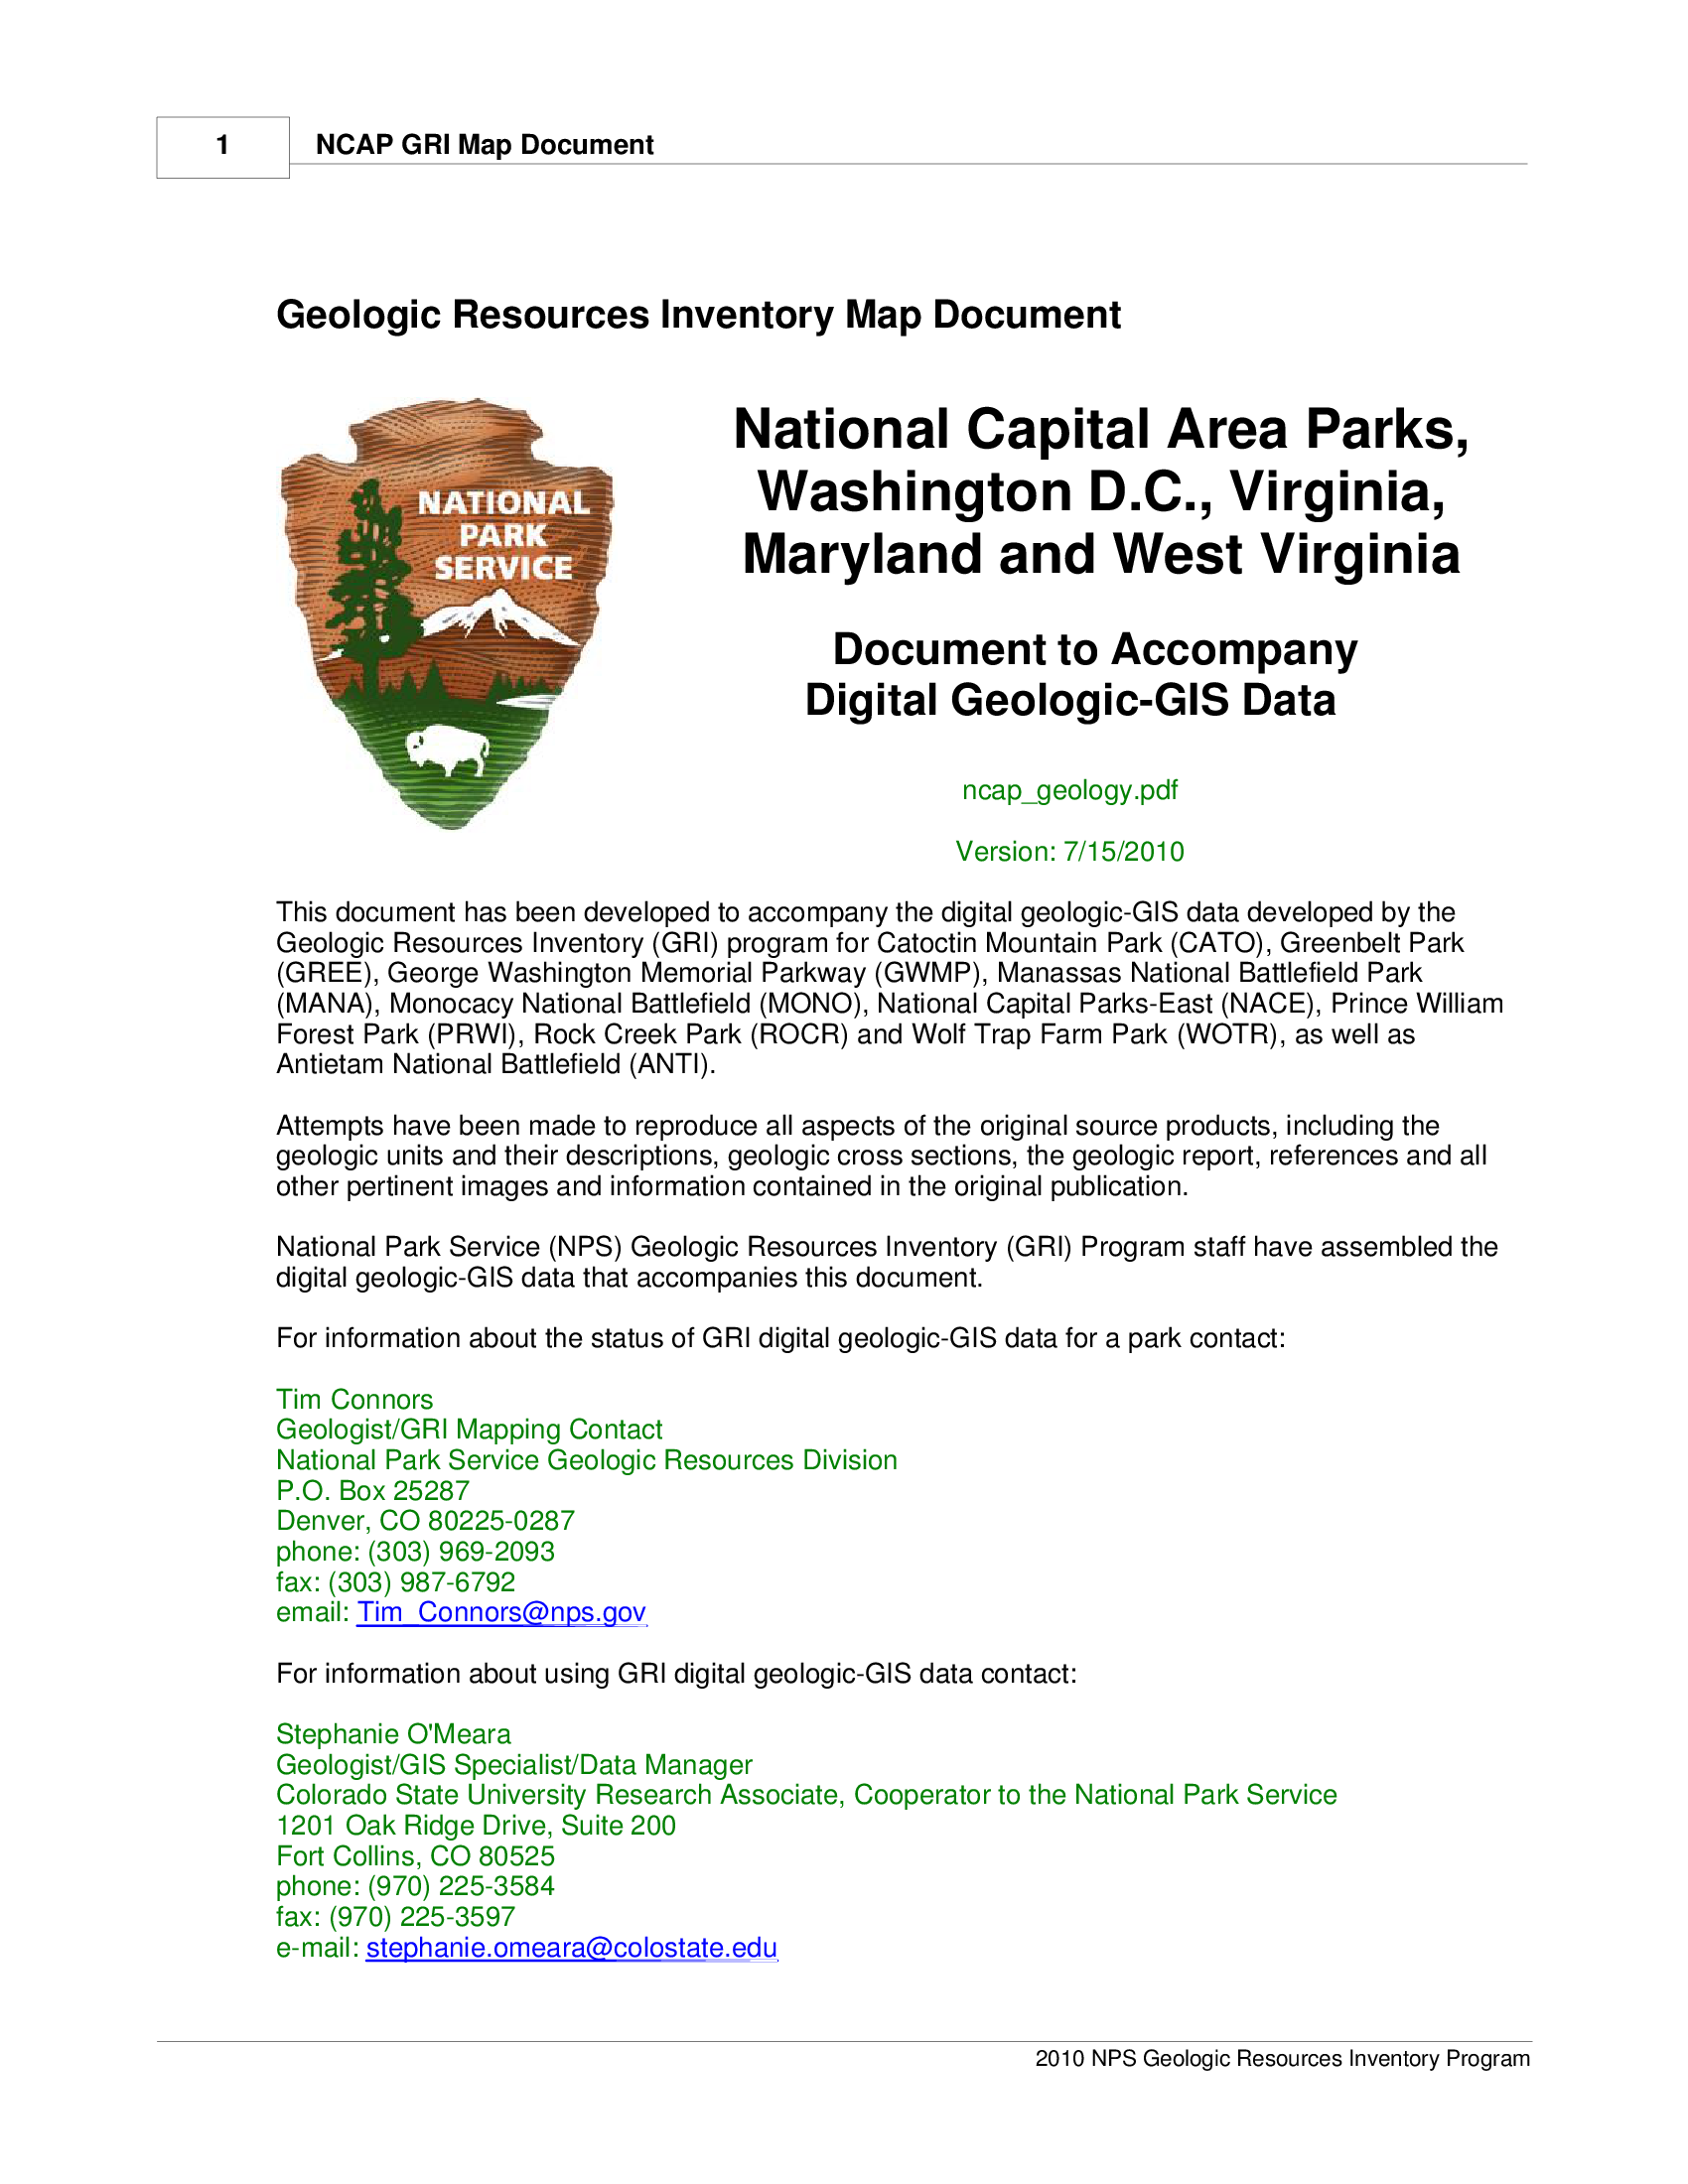 1
NCAP GRI Map Document
Geologic Resources Inventory Map Document
NATIONAL
PARK
SERVICE
National Capital Area Parks,
Washington D.C., Virginia,
Maryland and West Virginia
Document to Accompany
Digital Geologic-GIS Data
ncap_geology.pdf
Version: 7/15/2010
This document has been developed to accompany the digital geologic-GIS data developed by the
Geologic Resources Inventory (GRI) program for Catoctin Mountain Park (CATO), Greenbelt Park
(GREE), George Washington Memorial Parkway (GWMP), Manassas National Battlefield Park
(MANA), Monocacy National Battlefield (MONO), National Capital Parks-East (NACE), Prince William
Forest Park (PRWI), Rock Creek Park (ROCR) and Wolf Trap Farm Park (WOTR), as well as
Antietam National Battlefield (ANTI).
Attempts have been made to reproduce all aspects of the original source products, including the
geologic units and their descriptions, geologic cross sections, the geologic report, references and all
other pertinent images and information contained in the original publication.
National Park Service (NPS) Geologic Resources Inventory (GRI) Program staff have assembled the
digital geologic-GIS data that accompanies this document.
For information about the status of GRI digital geologic-GIS data for a park contact:
Tim Connors
Geologist/GRI Mapping Contact
National Park Service Geologic Resources Division
P.O. Box 25287
Denver, CO 80225-0287
phone: (303) 969-2093
fax: (303) 987-6792
email: Tim_Connors@nps.gov
For information about using GRI digital geologic-GIS data contact:
Stephanie O'Meara
Geologist/GIS Specialist/Data Manager
Colorado State University Research Associate, Cooperator to the National Park Service
1201 Oak Ridge Drive, Suite 200
Fort Collins, CO 80525
phone: (970) 225-3584
fax: (970) 225-3597
e-mail: stephanie.omeara@colostate.edu
2010 NPS Geologic Resources Inventory Program